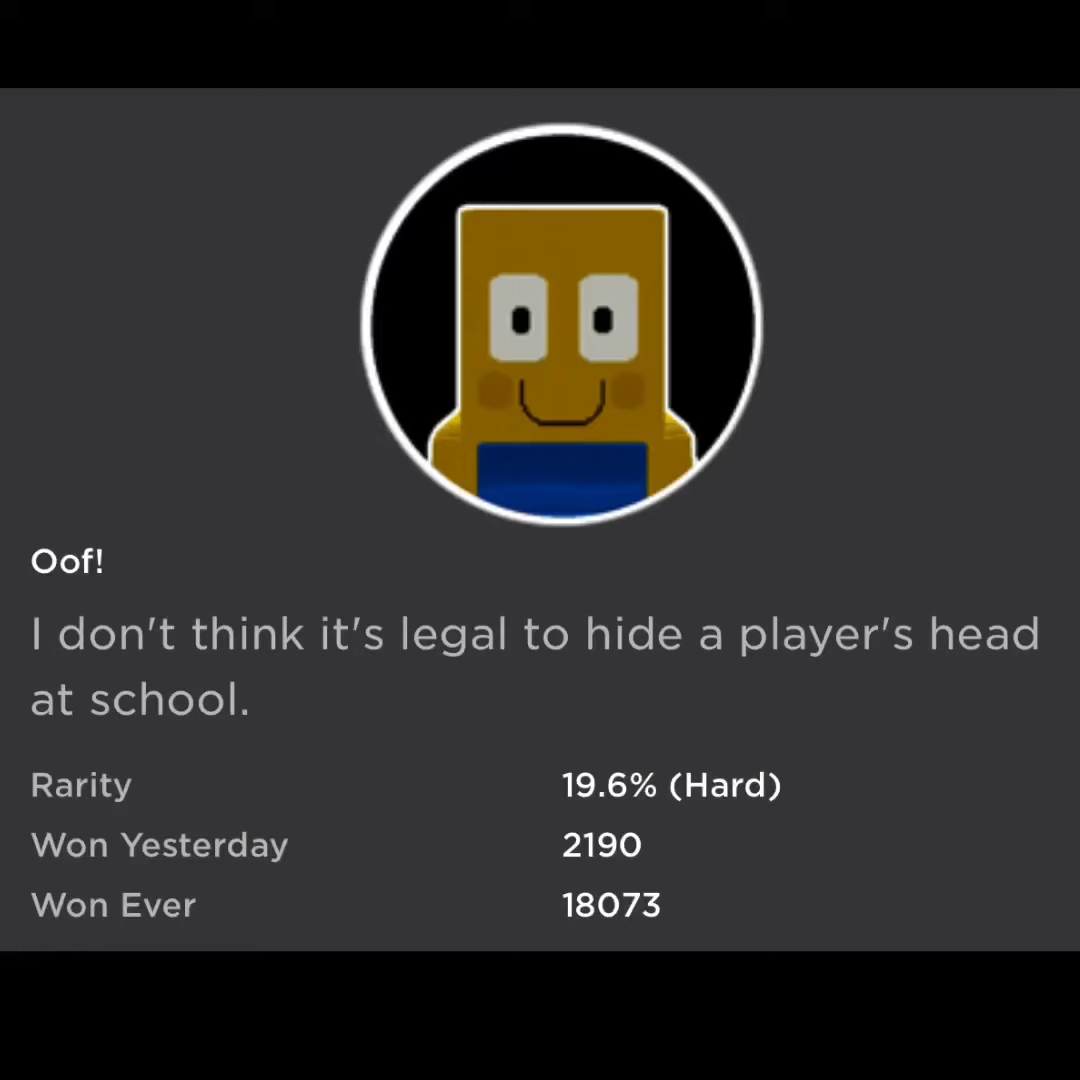 Oof!
I don't think it's legal to hide a player's head
at school.
Rarity 19.6% (Hard)
Won Yesterday 2190
Won Ever 18073